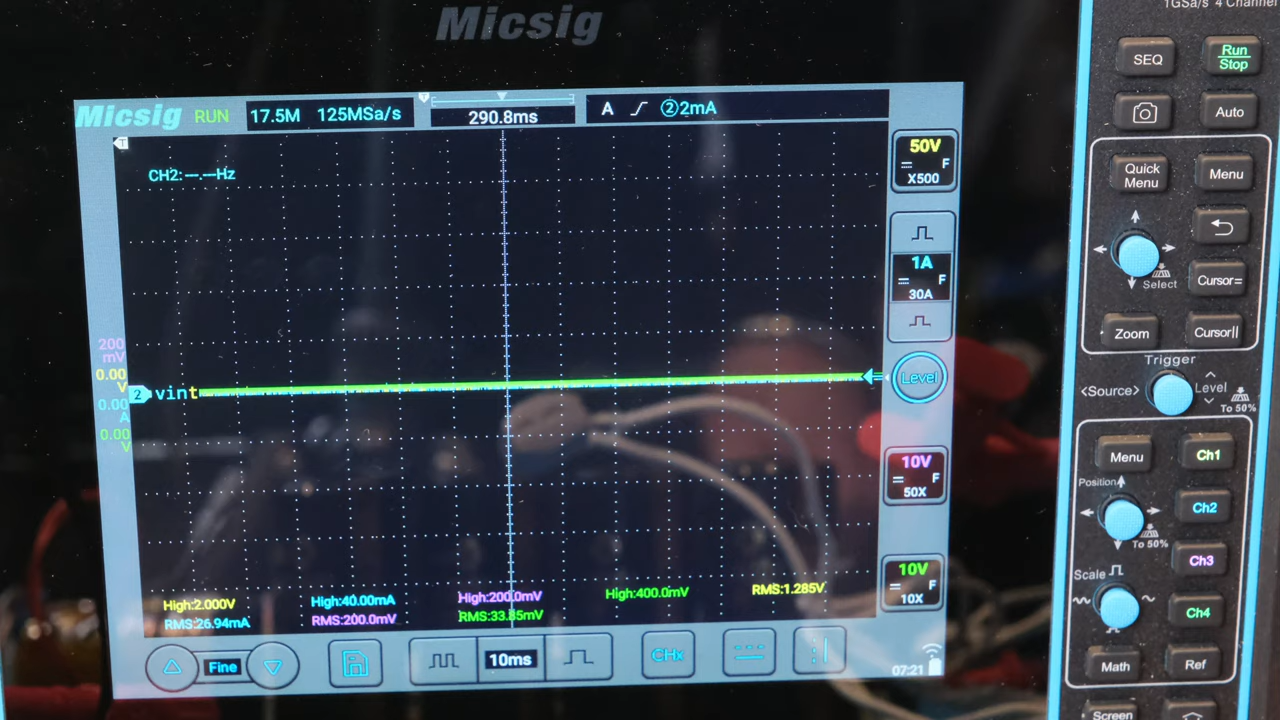 Micsig
1GSa/s 4 Channel
Micsig RUN 17.5M 125MSa/s 290.8ms A ②2mA
T
T
CH2:---.--Hz
50V
F
X500
1A
F
30A
Level
10V
F
50X
10V
F
10X
200
mV
0.00
V
0.00
A
0.00
V
2 vint
High:2.000V
High:40.00mA
High:200.0mV
High:400.0mV
RMS:1.285V
RMS:26.94mA
RMS:200.0mV
RMS:33.85mV
Fine
10ms
CHx
07:21
SEQ
Run
Stop
Auto
Quick
Menu
Menu
Select
Cursor=
Zoom
Cursor||
Trigger
<Source>
Level
To 50%
Menu
Ch1
Position
To 50%
Ch2
Ch3
Scale
Ch4
Math
Ref
Screen